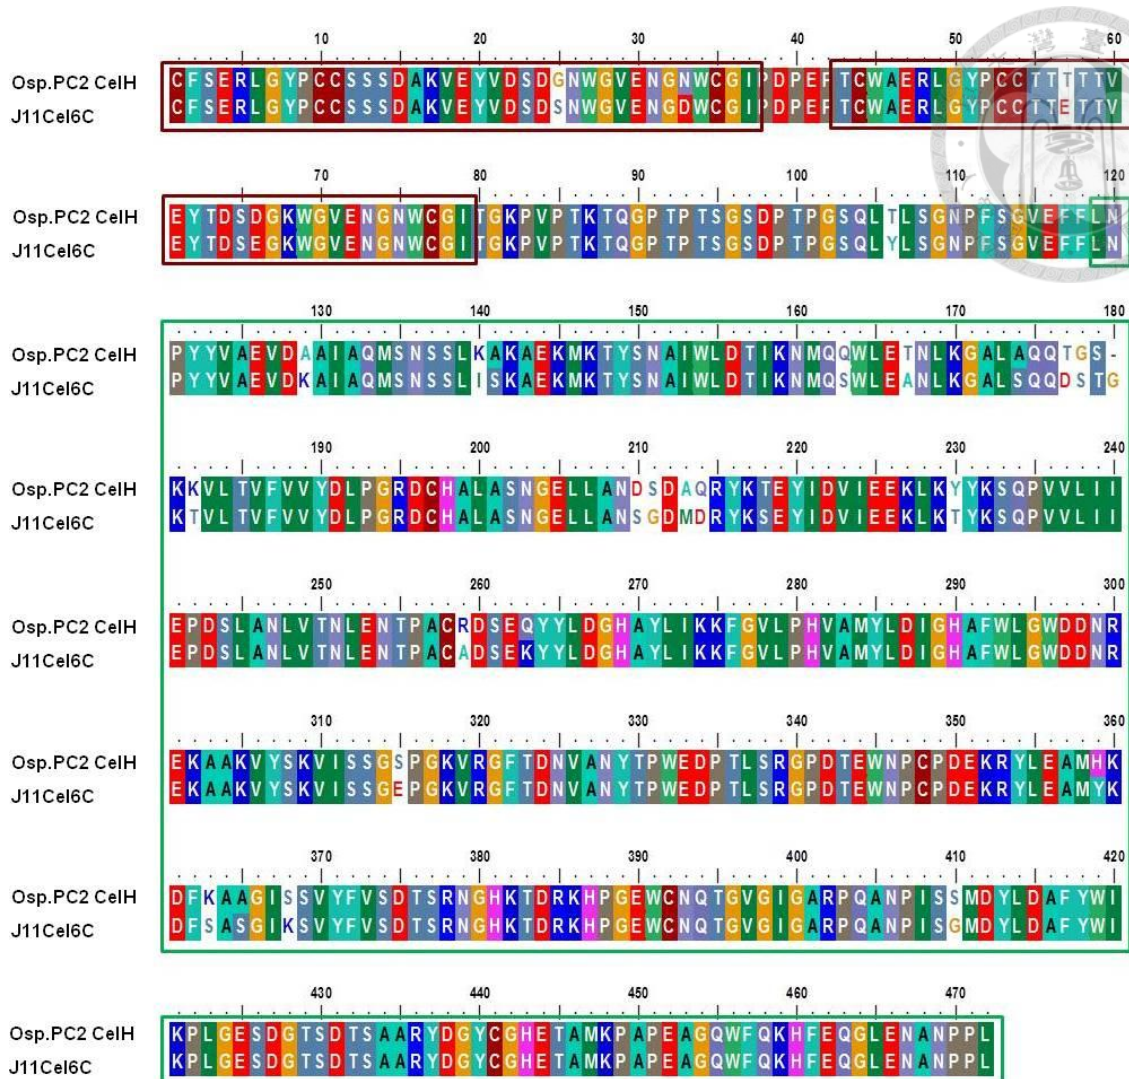 10 20 30 40 50 60
Osp.PC2 CelH CFSERLGYPCCSSSDAKVEYVDSDGNWGVENGNWCGIPDPEFTCWAERLGYPCCTTTTTV
J11Cel6C CFSERLGYPCCSSSDAKVEYVDSDSNWGVENGDWCGIPDPEFTCWAERLGYPCCTTETTV
70 80 90 100 110 120
Osp.PC2 CelH EYTDSDGKWGVENGNWCGITGKPVPTKTQGPTPTSGSDPTPGSQLTLSGNPFSGVEFFLN
J11Cel6C EYTDSEGKWGVENGNWCGITGKPVPTKTQGPTPTSGSDPTPGSQLYLSGNPFSGVEFFLN
130 140 150 160 170 180
Osp.PC2 CelH PYYVAEVDAAIAQMSNSSLKAKAEKMKTYSNAIWLDTIKNMQQWLETNLKGALAQQTGS-
J11Cel6C PYYVAEVDKAIAQMSNSSLISKAEKMKTYSNAIWLDTIKNMQSWLEANLKGALSQQDSTG
190 200 210 220 230 240
Osp.PC2 CelH KKVLTVFVVYDLPGRDCHALASNGELLANDSDAQRYKTEYIDVIEEKLKYYKSQPVVLII
J11Cel6C KTVLTVFVVYDLPGRDCHALASNGELLANSGDMDRYKSEYIDVIEEKLKTYKSQPVVLII
250 260 270 280 290 300
Osp.PC2 CelH EPDSLANLVTNLENTPACRDSEQYYLDGHAYLIKKFGVLPHVAMYLDIGHAFWLGWDDNR
J11Cel6C EPDSLANLVTNLENTPACADSEKYYLDGHAYLIKKFGVLPHVAMYLDIGHAFWLGWDDNR
310 320 330 340 350 360
Osp.PC2 CelH EKAAKVYSKVISSGSPGKVRGFTDNVANYTPWEDPTLSRGPDTEWNPCPDEKRYLEAMHK
J11Cel6C EKAAKVYSKVISSGEPGKVRGFTDNVANYTPWEDPTLSRGPDTEWNPCPDEKRYLEAMYK
370 380 390 400 410 420
Osp.PC2 CelH DFKAAGISSVYFVSDTSRNGHKTDRKHPGEWCNQTGVGIGARPQANPISSMDYLDAFYWI
J11Cel6C DFSASGIKSVYFVSDTSRNGHKTDRKHPGEWCNQTGVGIGARPQANPISGMDYLDAFYWI
430 440 450 460 470
Osp.PC2 CelH KPLGESDGTSDTSAARYDGYCGHETAMKPAPEAGQWFQKHFEQGLENANPPL
J11Cel6C KPLGESDGTSDTSAARYDGYCGHETAMKPAPEAGQWFQKHFEQGLENANPPL